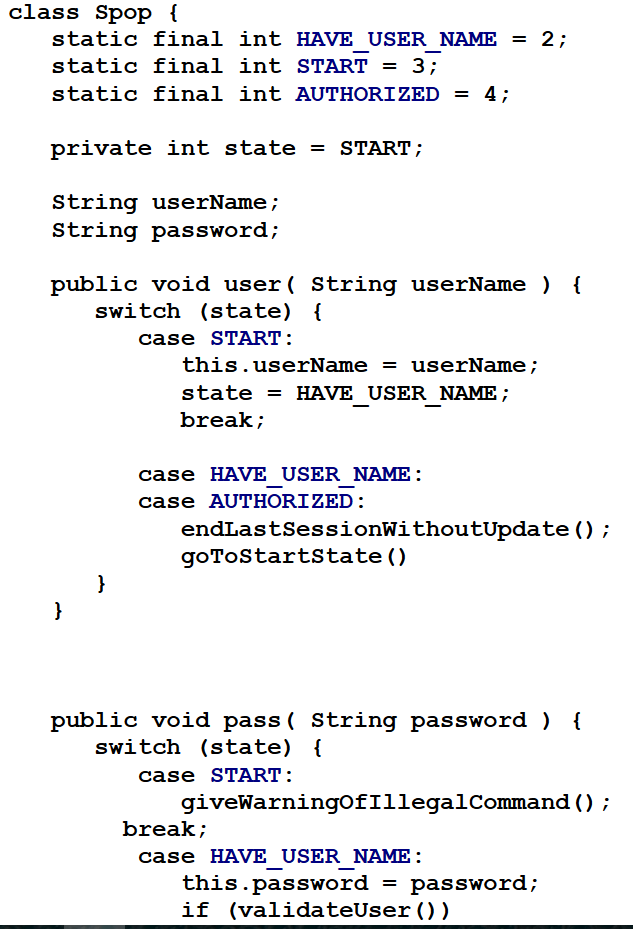 class Spop {
   static final int HAVE_USER_NAME = 2;
   static final int START = 3;
   static final int AUTHORIZED = 4;

   private int state = START;

   String userName;
   String password;

   public void user( String userName ) {
      switch (state) {
         case START:
            this.userName = userName;
            state = HAVE_USER_NAME;
            break;

         case HAVE_USER_NAME:
         case AUTHORIZED:
            endLastSessionWithoutUpdate();
            goToStartState()
      }
   }

   public void pass( String password ) {
      switch (state) {
         case START:
            giveWarningOfIllegalCommand();
        break;
         case HAVE_USER_NAME:
            this.password = password;
            if (validateUser())